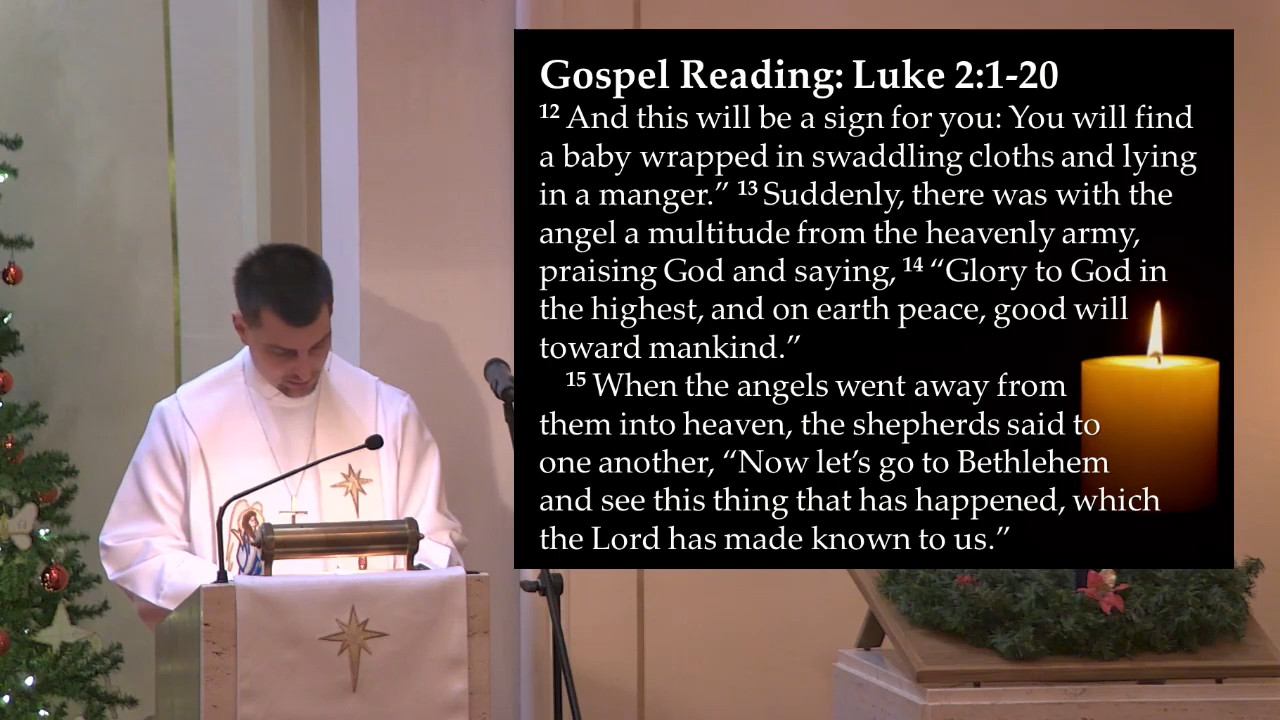 Gospel Reading: Luke 2:1-20
12 And this will be a sign for you: You will find
a baby wrapped in swaddling cloths and lying
in a manger.” 13 Suddenly, there was with the
angel a multitude from the heavenly army,
praising God and saying, 14 “Glory to God in
the highest, and on earth peace, good will
toward mankind.”
15 When the angels went away from
them into heaven, the shepherds said to
one another, “Now let’s go to Bethlehem
and see this thing that has happened, which
the Lord has made known to us.”